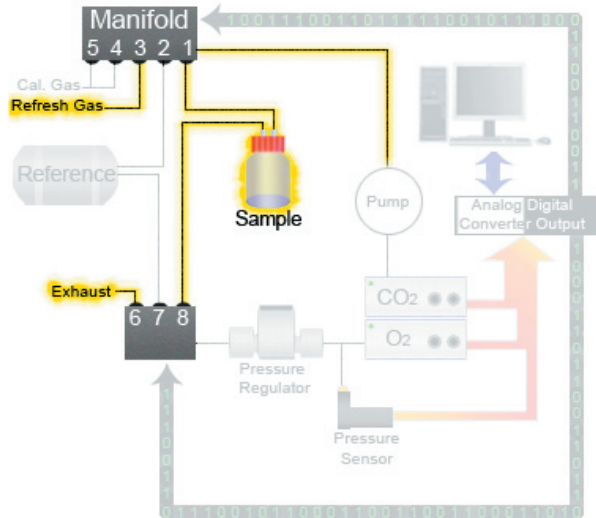 Manifold
5 4 3 2 1
Cal. Gas
Refresh Gas
Reference
Sample
Pump
Analog Digital
Converter Output
Exhaust
6 7 8
CO2
O2
Pressure
Regulator
Pressure
Sensor